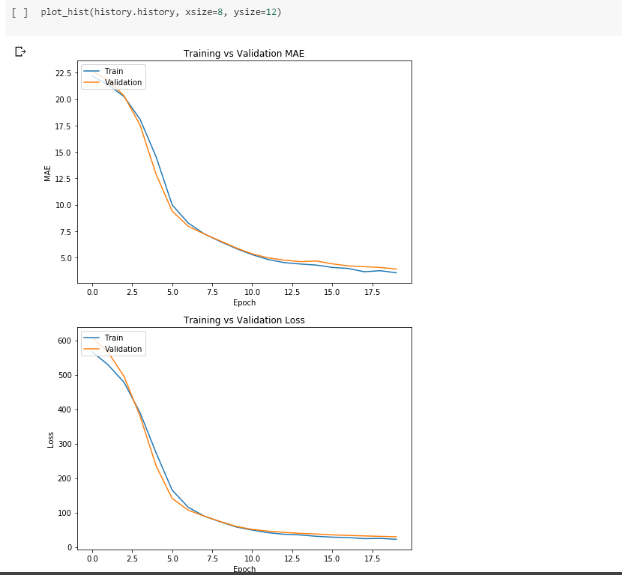 [ ] plot_hist(history.history, xsize=8, ysize=12)
Training vs Validation MAE
Train
Validation
22.5
20.0
17.5
15.0
12.5
10.0
7.5
5.0
MAE
0.0 2.5 5.0 7.5 10.0 12.5 15.0 17.5
Epoch
Training vs Validation Loss
Train
Validation
600
500
400
300
200
100
0
Loss
0.0 2.5 5.0 7.5 10.0 12.5 15.0 17.5
Epoch